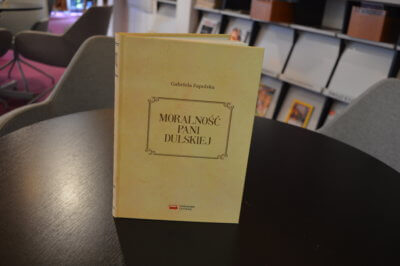 Gabriela Zapolska
MORALNOŚĆ
PANI
DULSKIEJ